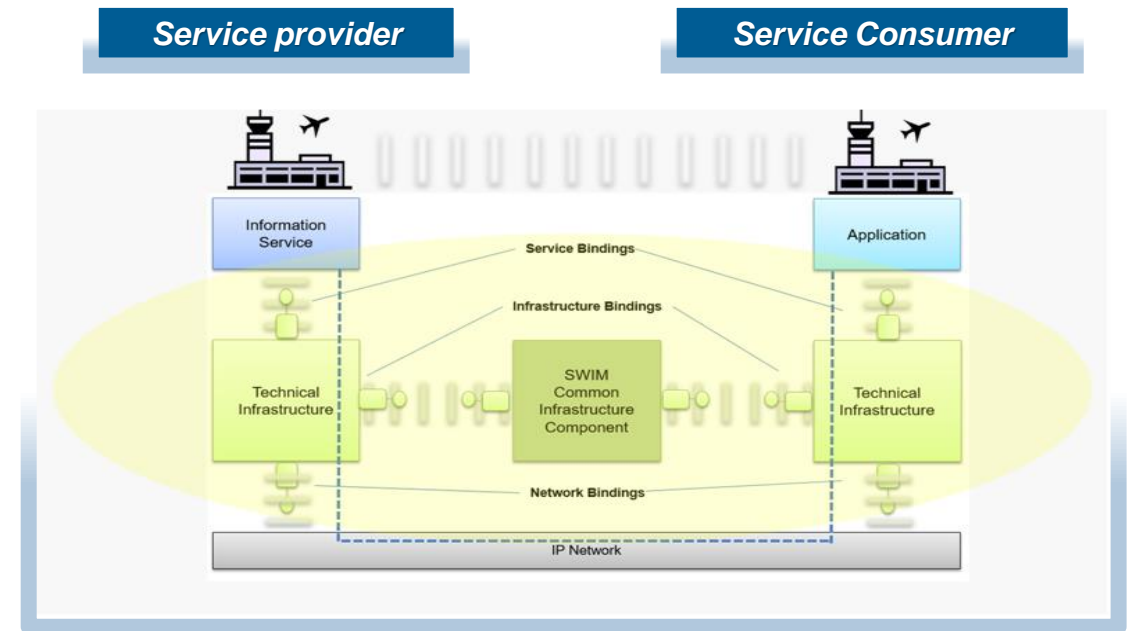 Service provider
Service Consumer
Information
Service
Application
Service Bindings
Infrastructure Bindings
Technical
Infrastructure
SWIM
Common
Infrastructure
Component
Technical
Infrastructure
Network Bindings
IP Network